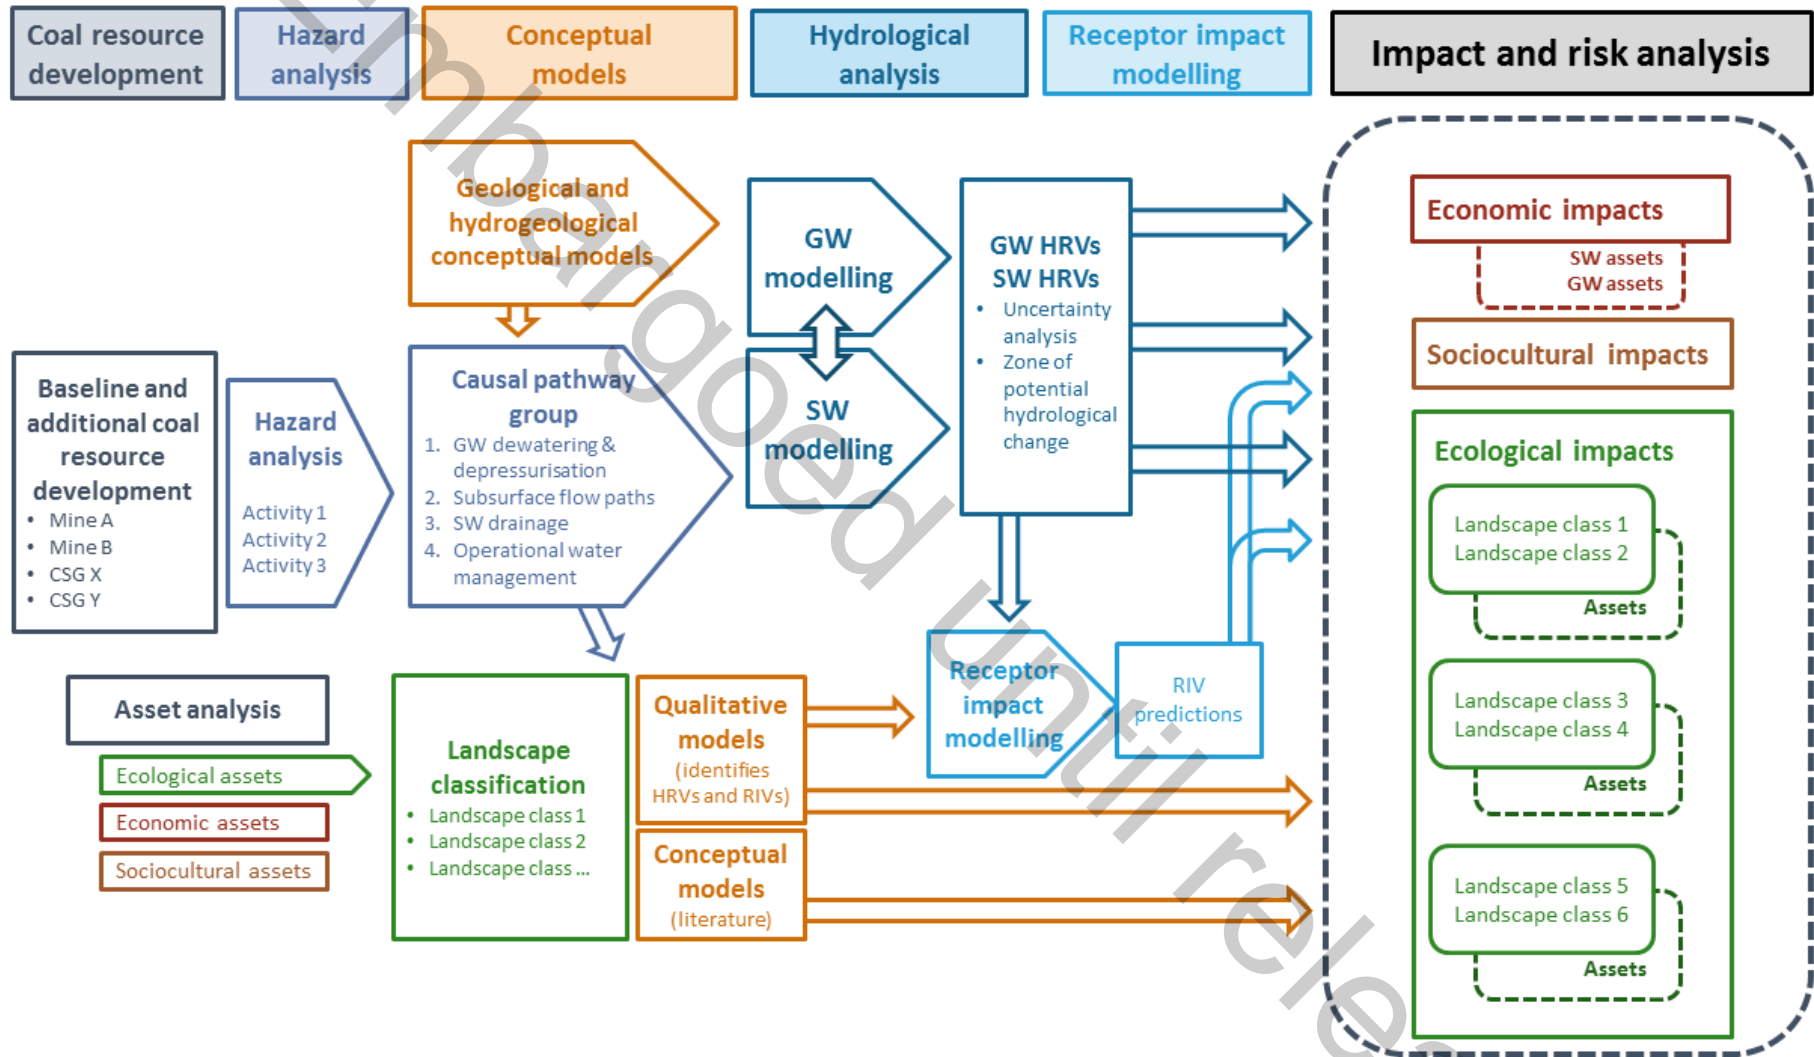 Coal resource
development
Hazard
analysis
Conceptual
models
Hydrological
analysis
Receptor impact
modelling
Impact and risk analysis
Geological and
hydrogeological
conceptual models
GW
modelling
SW
modelling
GW HRVs
SW HRVs
• Uncertainty
analysis
• Zone of
potential
hydrological
change
Baseline and
additional coal
resource
development
• Mine A
• Mine B
• CSG X
• CSG Y
Hazard
analysis
Activity 1
Activity 2
Activity 3
Causal pathway
group
1. GW dewatering &
depressurisation
2. Subsurface flow paths
3. SW drainage
4. Operational water
management
Asset analysis
Ecological assets
Economic assets
Sociocultural assets
Landscape
classification
• Landscape class 1
• Landscape class 2
• Landscape class ...
Qualitative
models
(identifies
HRVs and RIVs)
Conceptual
models
(literature)
Receptor
impact
modelling
RIV
predictions
Economic impacts
SW assets
GW assets
Sociocultural impacts
Ecological impacts
Landscape class 1
Landscape class 2
Assets
Landscape class 3
Landscape class 4
Assets
Landscape class 5
Landscape class 6
Assets
until